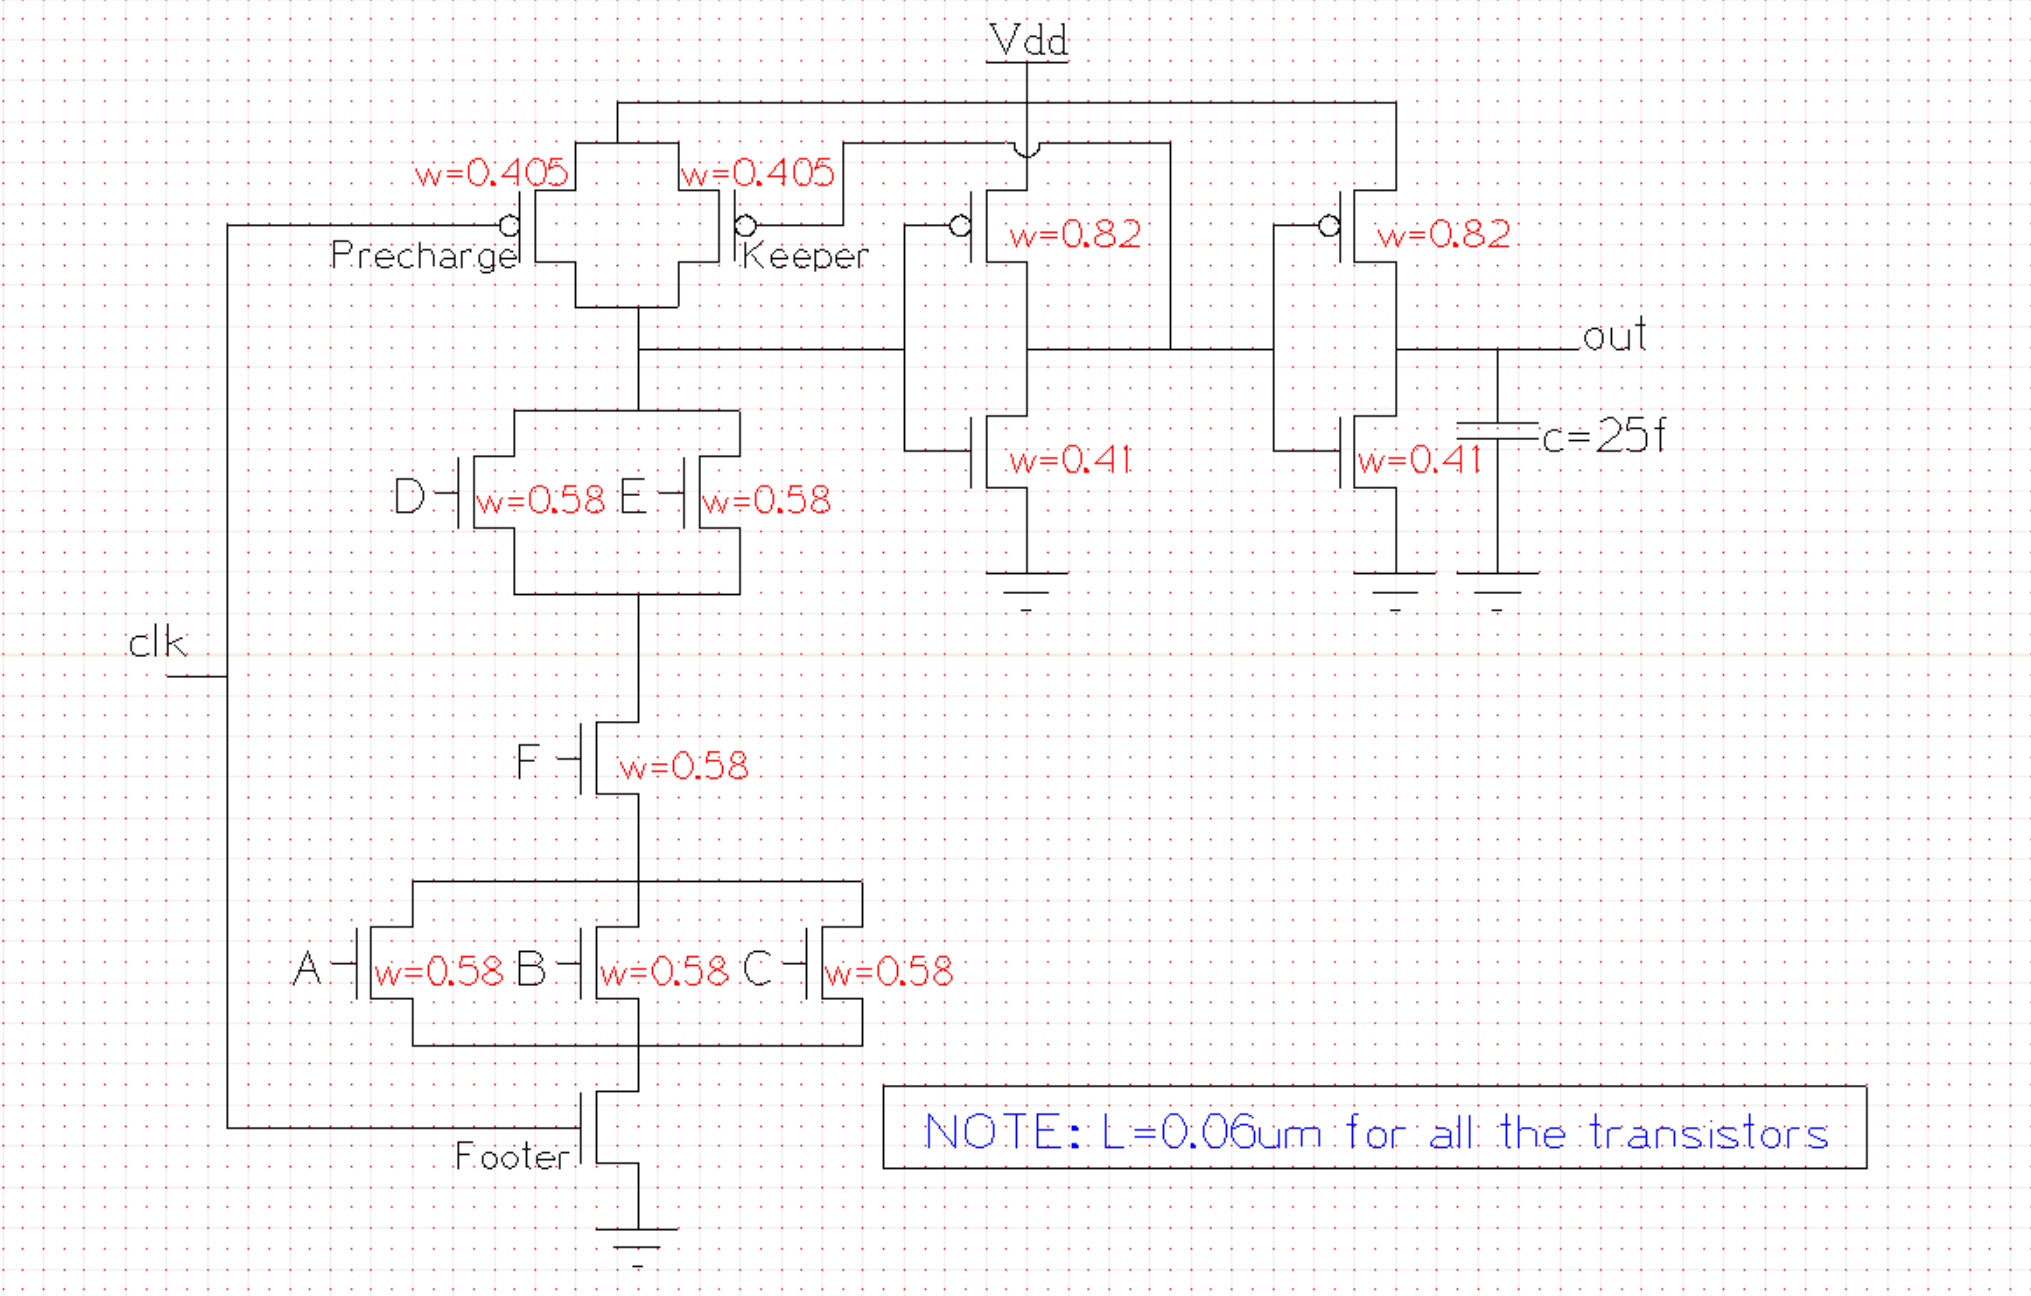 Vdd
w=0.405
w=0.405
Precharge
Keeper
w=0.82
w=0.82
out
c=25f
w=0.41
w=0.41
D
w=0.58
E
w=0.58
clk
F
w=0.58
A
w=0.58
B
w=0.58
C
w=0.58
Footer
NOTE: L=0.06um for all the transistors